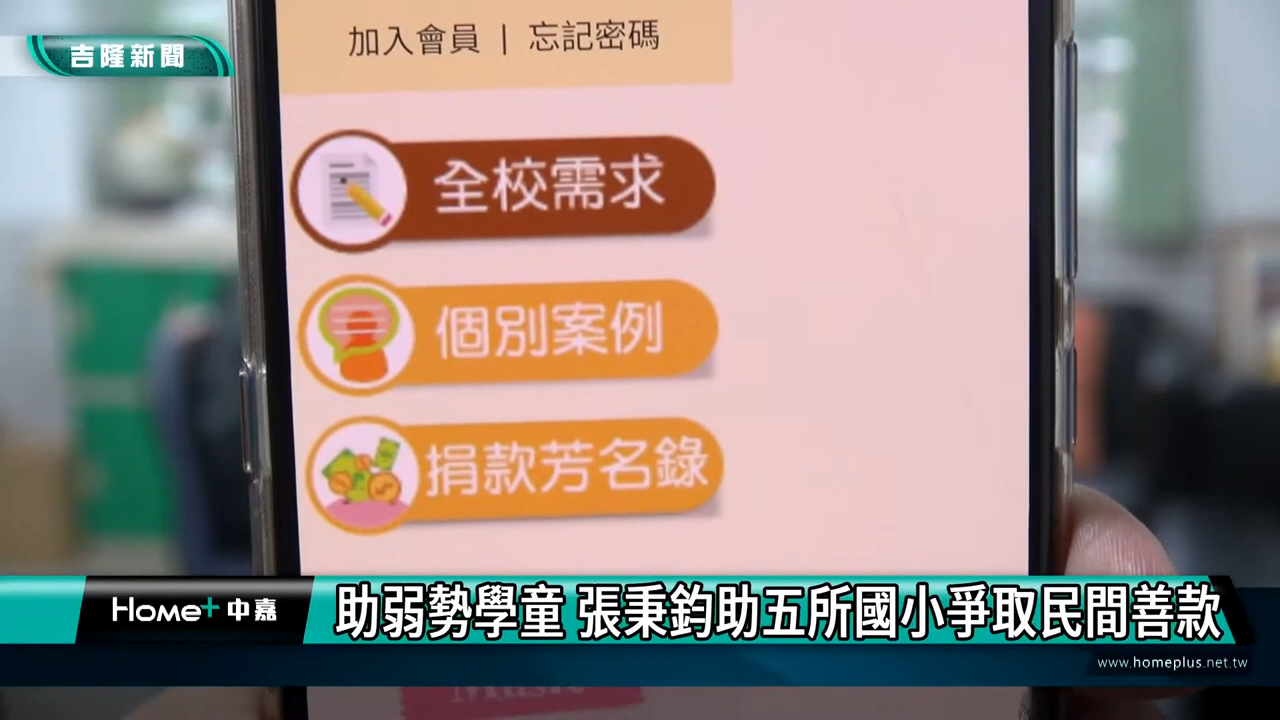 吉隆新聞
加入會員 | 忘記密碼
全校需求
個別案例
捐款芳名錄
Home+中嘉
助弱勢學童 張秉鈞助五所國小爭取民間善款
www.homeplus.net.tw